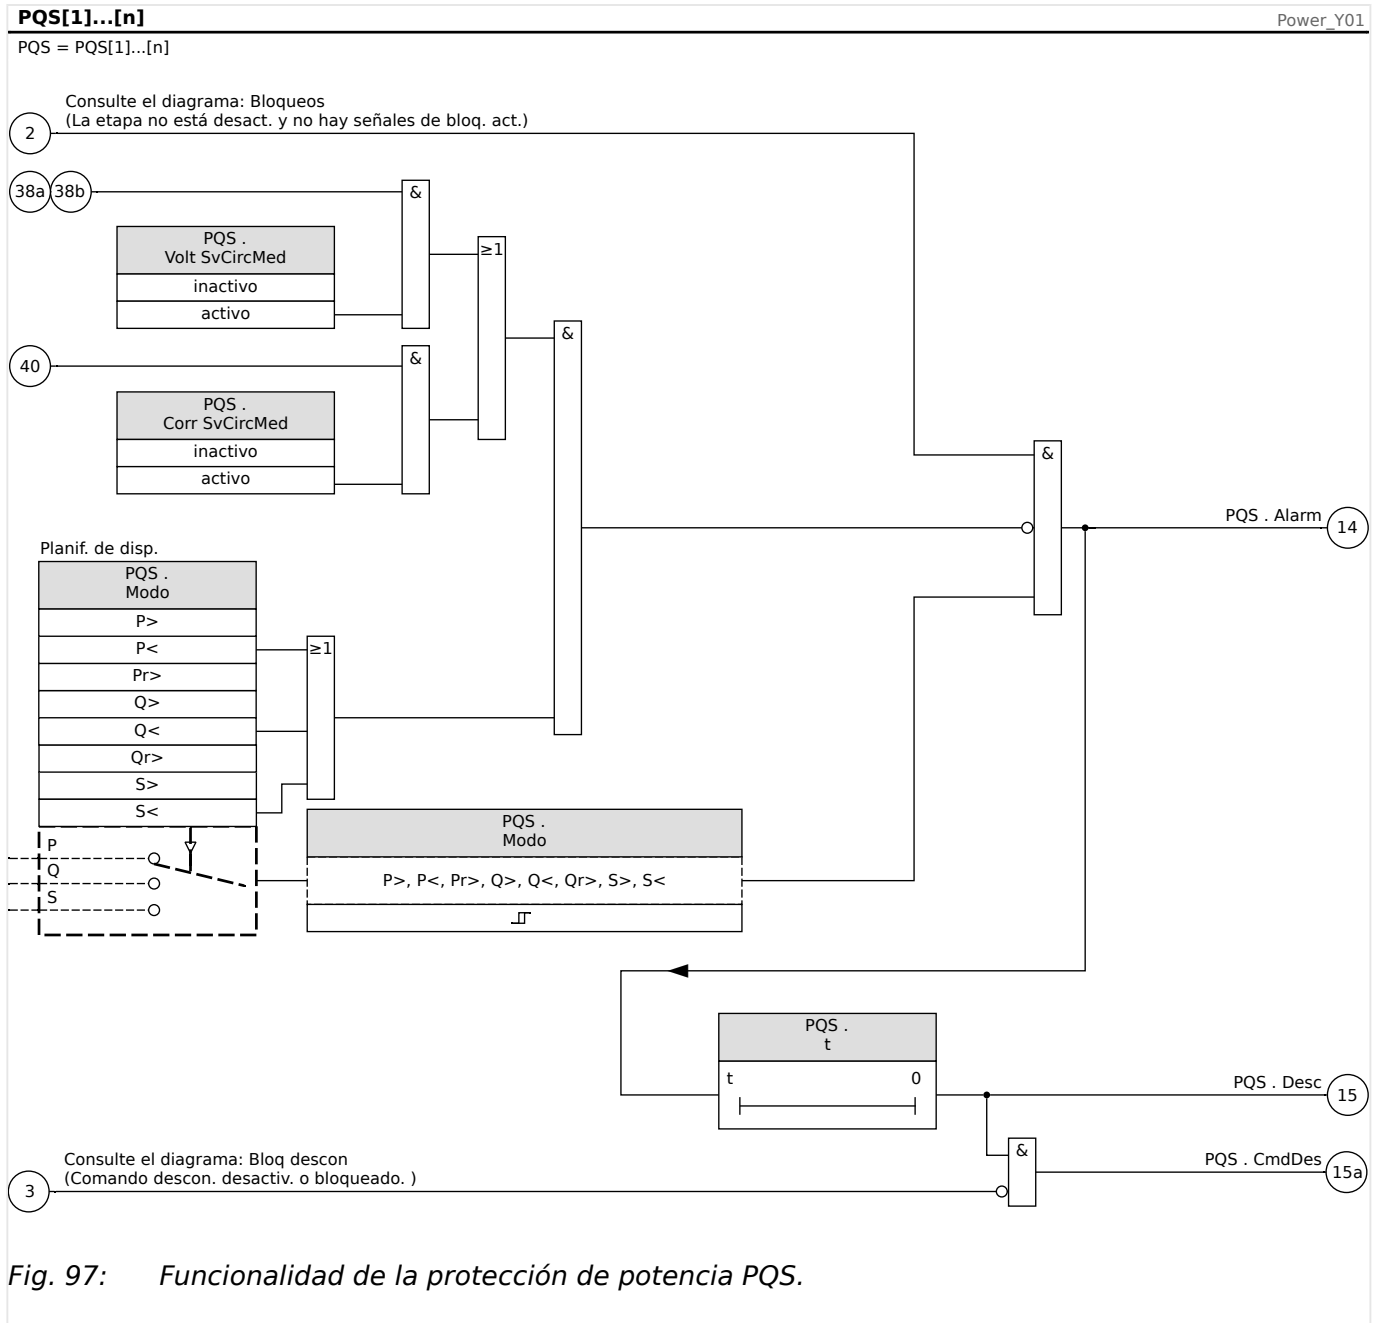 PQS[1]...[n]
Power_Y01
PQS = PQS[1]...[n]
Consulte el diagrama: Bloqueos
(La etapa no está desact. y no hay señales de bloq. act.)
2
38a 38b
&
PQS .
Volt SvCircMed
inactivo
activo
≥1
&
40
&
PQS .
Corr SvCircMed
inactivo
activo
&
PQS . Alarm
14
Planif. de disp.
PQS .
Modo
P>
P<
≥1
Pr>
Q>
Q<
Qr>
S>
S<
P
Q
S
PQS .
Modo
P>, P<, Pr>, Q>, Q<, Qr>, S>, S<
PQS .
t
t 0
PQS . Desc
15
&
PQS . CmdDes
15a
Consulte el diagrama: Bloq descon
(Comando descon. desactiv. o bloqueado. )
3
Fig. 97: Funcionalidad de la protección de potencia PQS.